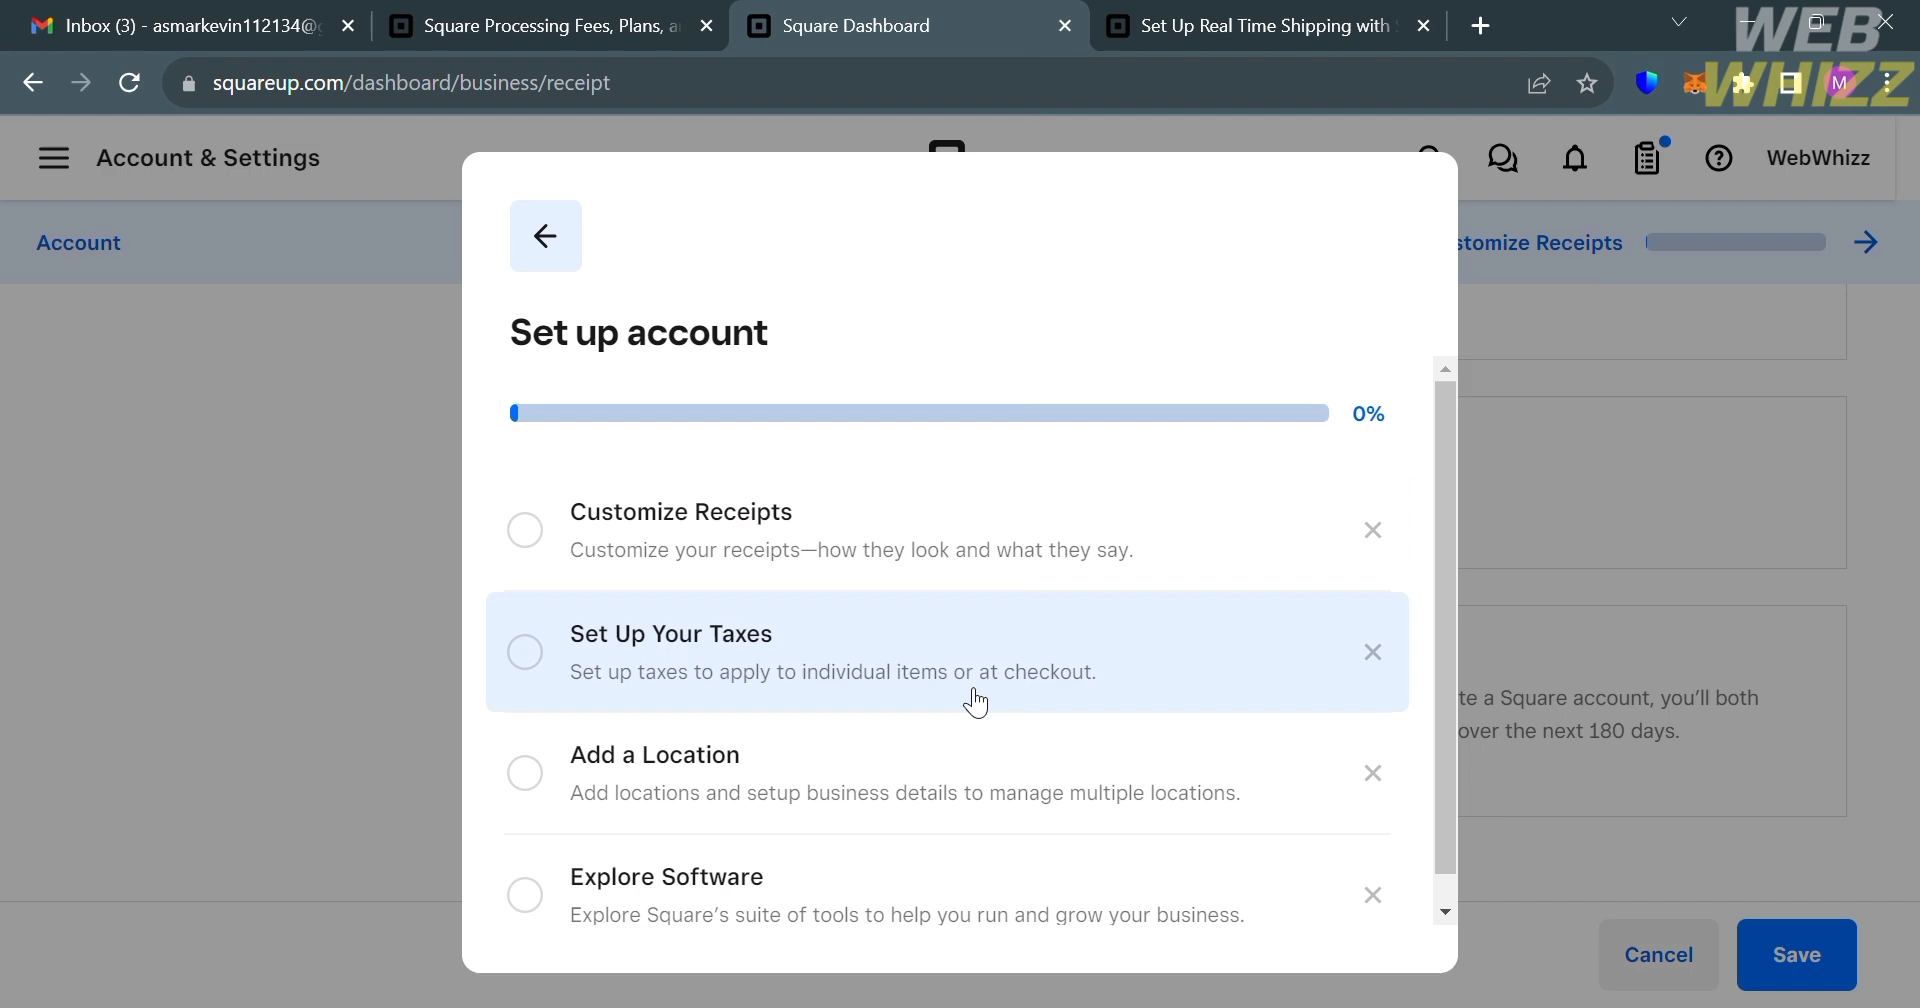 Inbox (3) - asmarkevin112134@
Square Processing Fees, Plans, a
Square Dashboard
Set Up Real Time Shipping with
WEB
WHIZZ
squareup.com/dashboard/business/receipt
M
Account & Settings
WebWhizz
Account
stomize Receipts
Set up account
0%
Customize Receipts
Customize your receipts—how they look and what they say.
Set Up Your Taxes
Set up taxes to apply to individual items or at checkout.
te a Square account, you'll both
over the next 180 days.
Add a Location
Add locations and setup business details to manage multiple locations.
Explore Software
Explore Square's suite of tools to help you run and grow your business.
Cancel
Save